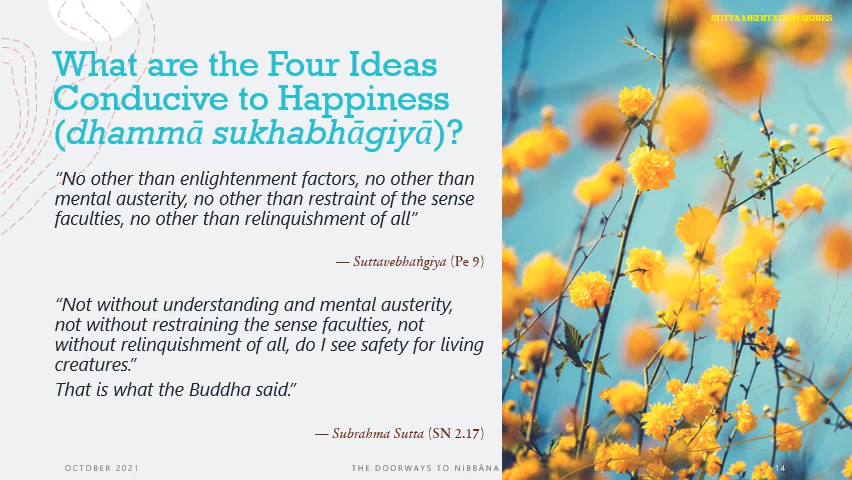 SUTTA MEDITATION SERIES
What are the Four Ideas
Conducive to Happiness
(dhammā sukhabhāgiyā)?
“No other than enlightenment factors, no other than
mental austerity, no other than restraint of the sense
faculties, no other than relinquishment of all”
— Suttavebhaṅgiya (Pe 9)
“Not without understanding and mental austerity,
not without restraining the sense faculties, not
without relinquishment of all, do I see safety for living
creatures.”
That is what the Buddha said.”
— Subrahma Sutta (SN 2.17)
OCTOBER 2021 THE DOORWAYS TO NIBBĀNA 14